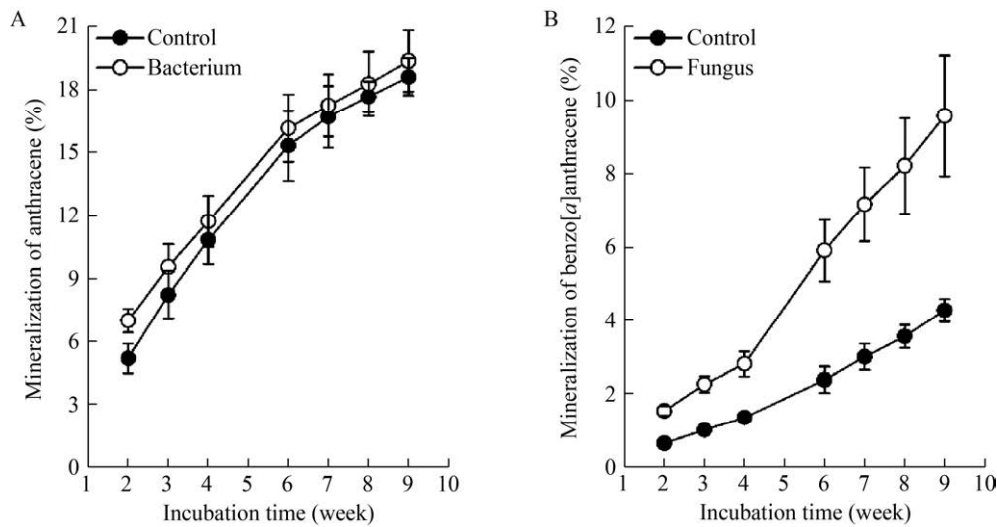 A
Control
Bacterium
Mineralization of anthracene (%)
21
18
15
12
9
6
3
0
1 2 3 4 5 6 7 8 9 10
Incubation time (week)
B
Control
Fungus
Mineralization of benzo[a]anthracene (%)
12
10
8
6
4
2
0
1 2 3 4 5 6 7 8 9 10
Incubation time (week)